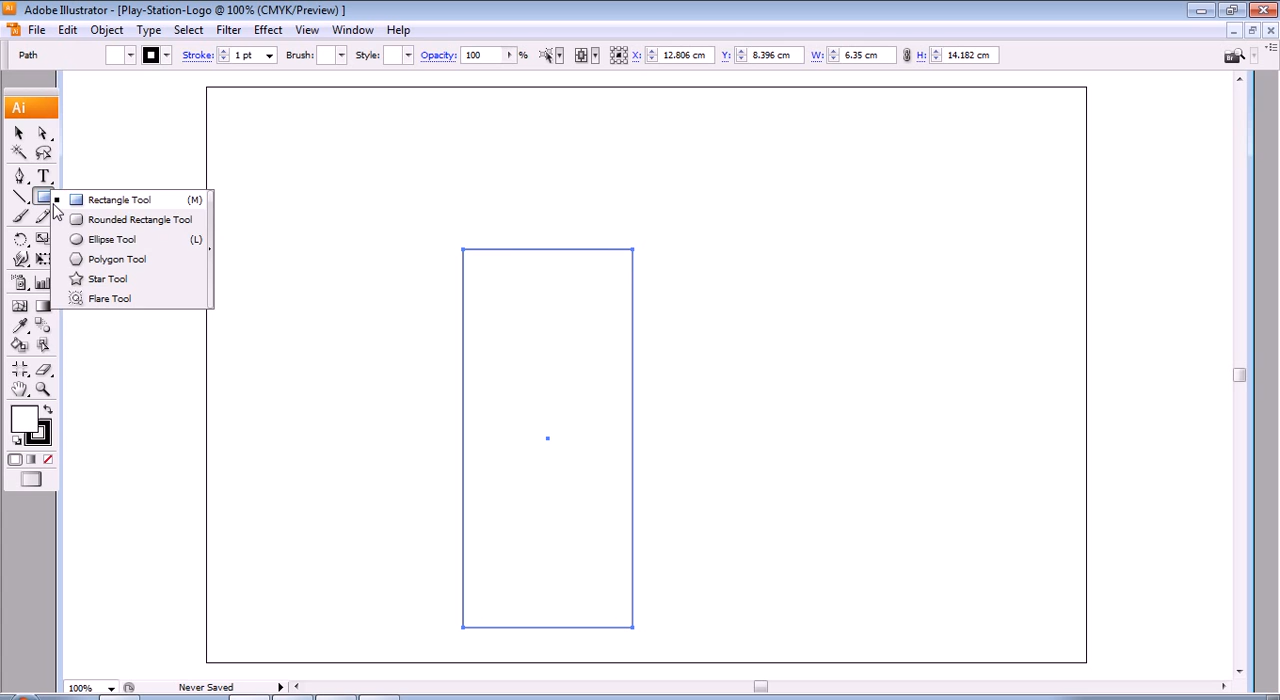 Adobe Illustrator - [Play-Station-Logo @ 100% (CMYK/Preview) ]
File Edit Object Type Select Filter Effect View Window Help
Path Stroke: 1 pt Brush: Style: Opacity: 100 % X: 12.806 cm Y: 8.396 cm W: 6.35 cm H: 14.182 cm
Ai
Rectangle Tool (M)
Rounded Rectangle Tool
Ellipse Tool (L)
Polygon Tool
Star Tool
Flare Tool
100% Never Saved